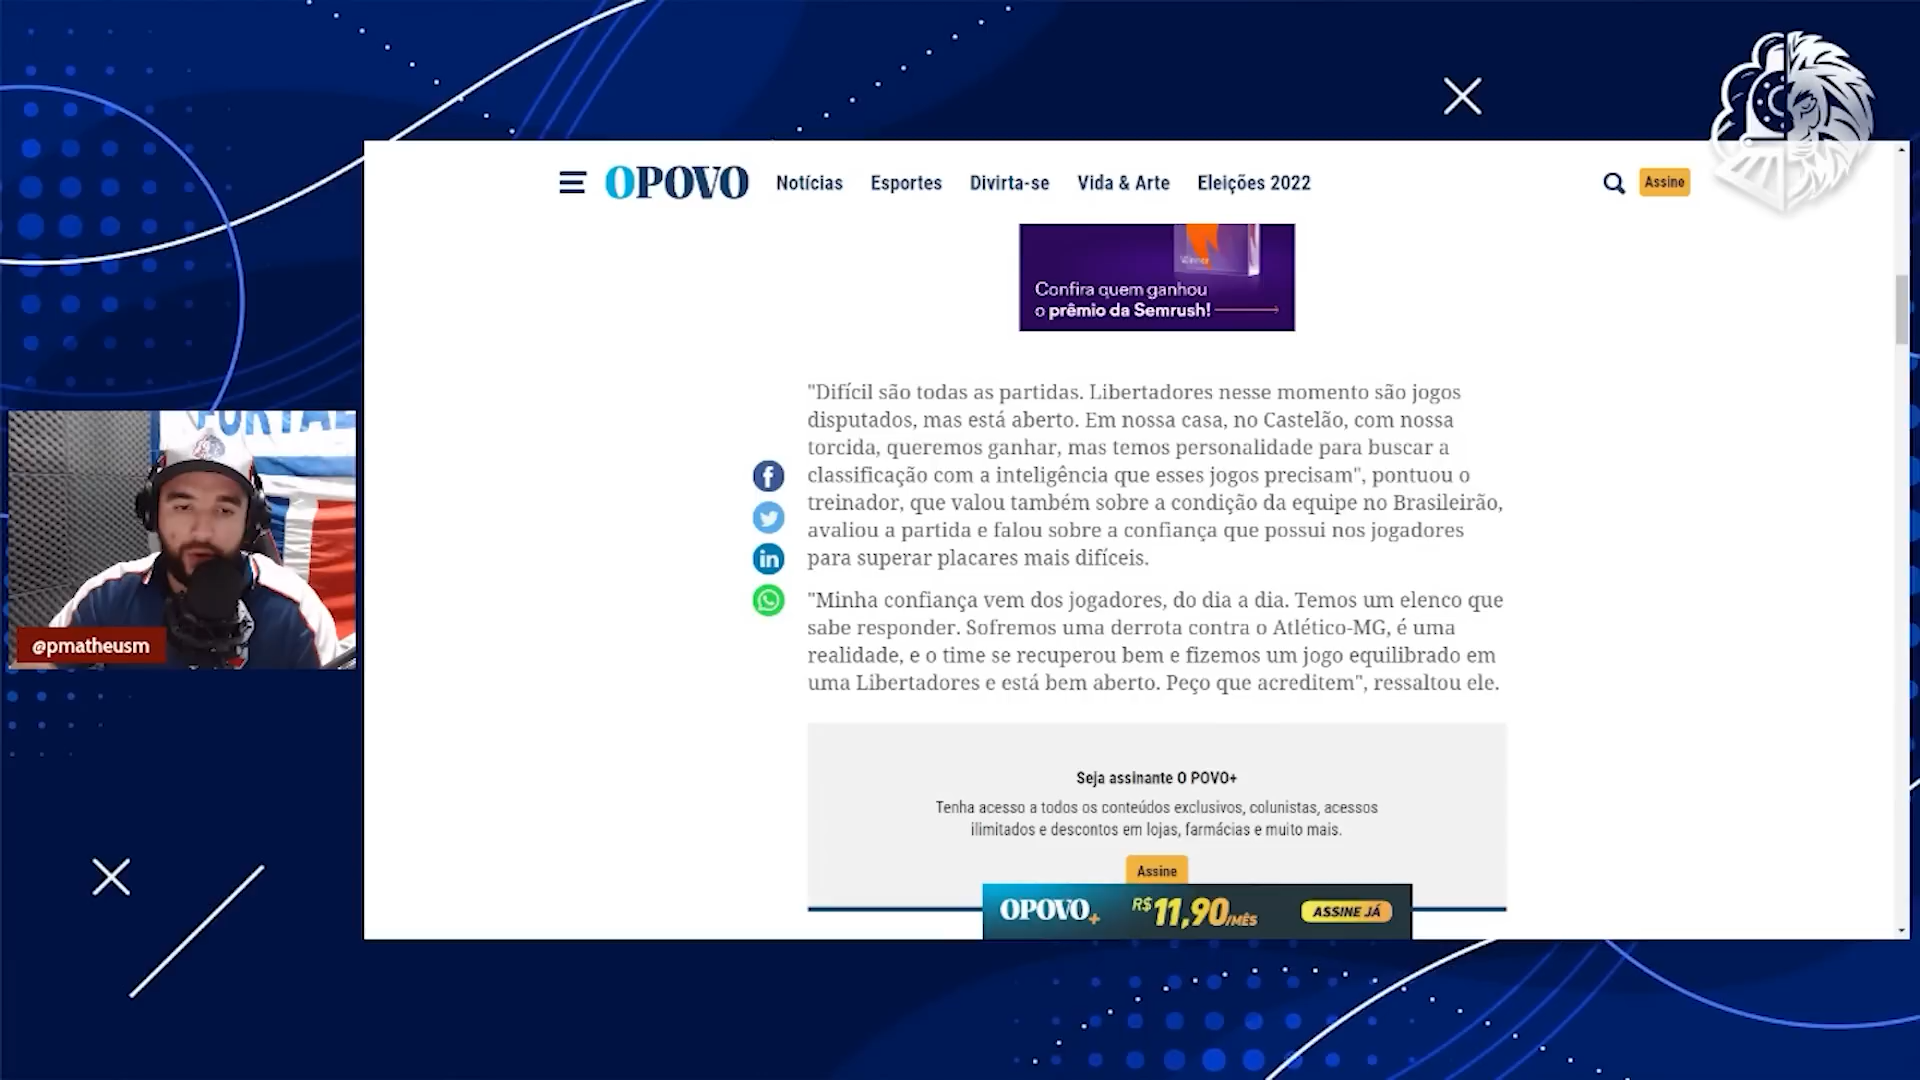 OPOVO
Notícias
Esportes
Divirta-se
Vida & Arte
Eleições 2022
Assine
Winner
Confira quem ganhou
o prêmio da Semrush!
"Difícil são todas as partidas. Libertadores nesse momento são jogos
disputados, mas está aberto. Em nossa casa, no Castelão, com nossa
torcida, queremos ganhar, mas temos personalidade para buscar a
classificação com a inteligência que esses jogos precisam", pontuou o
treinador, que valou também sobre a condição da equipe no Brasileirão,
avaliou a partida e falou sobre a confiança que possui nos jogadores
para superar placares mais difíceis.
"Minha confiança vem dos jogadores, do dia a dia. Temos um elenco que
sabe responder. Sofremos uma derrota contra o Atlético-MG, é uma
realidade, e o time se recuperou bem e fizemos um jogo equilibrado em
uma Libertadores e está bem aberto. Peço que acreditem", ressaltou ele.
@pmatheusm
Seja assinante O POVO+
Tenha acesso a todos os conteúdos exclusivos, colunistas, acessos
ilimitados e descontos em lojas, farmácias e muito mais.
Assine
OPOVO+
R$ 11,90/MÊS
ASSINE JÁ